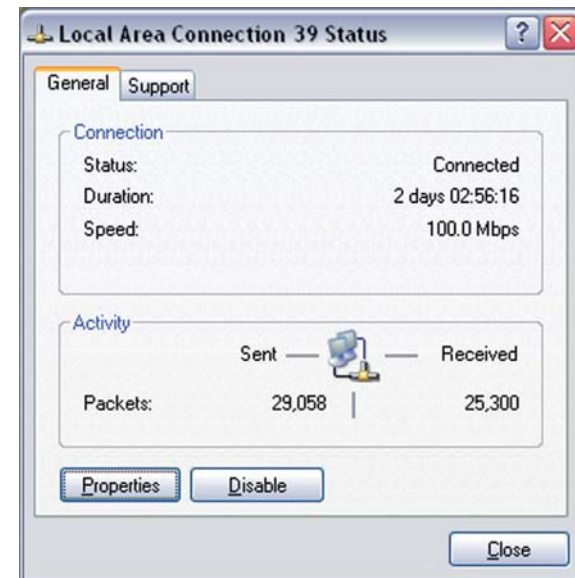 Local Area Connection 39 Status
General Support
Connection
Status: Connected
Duration: 2 days 02:56:16
Speed: 100.0 Mbps
Activity
Sent Received
Packets: 29,058 25,300
Properties Disable
Close